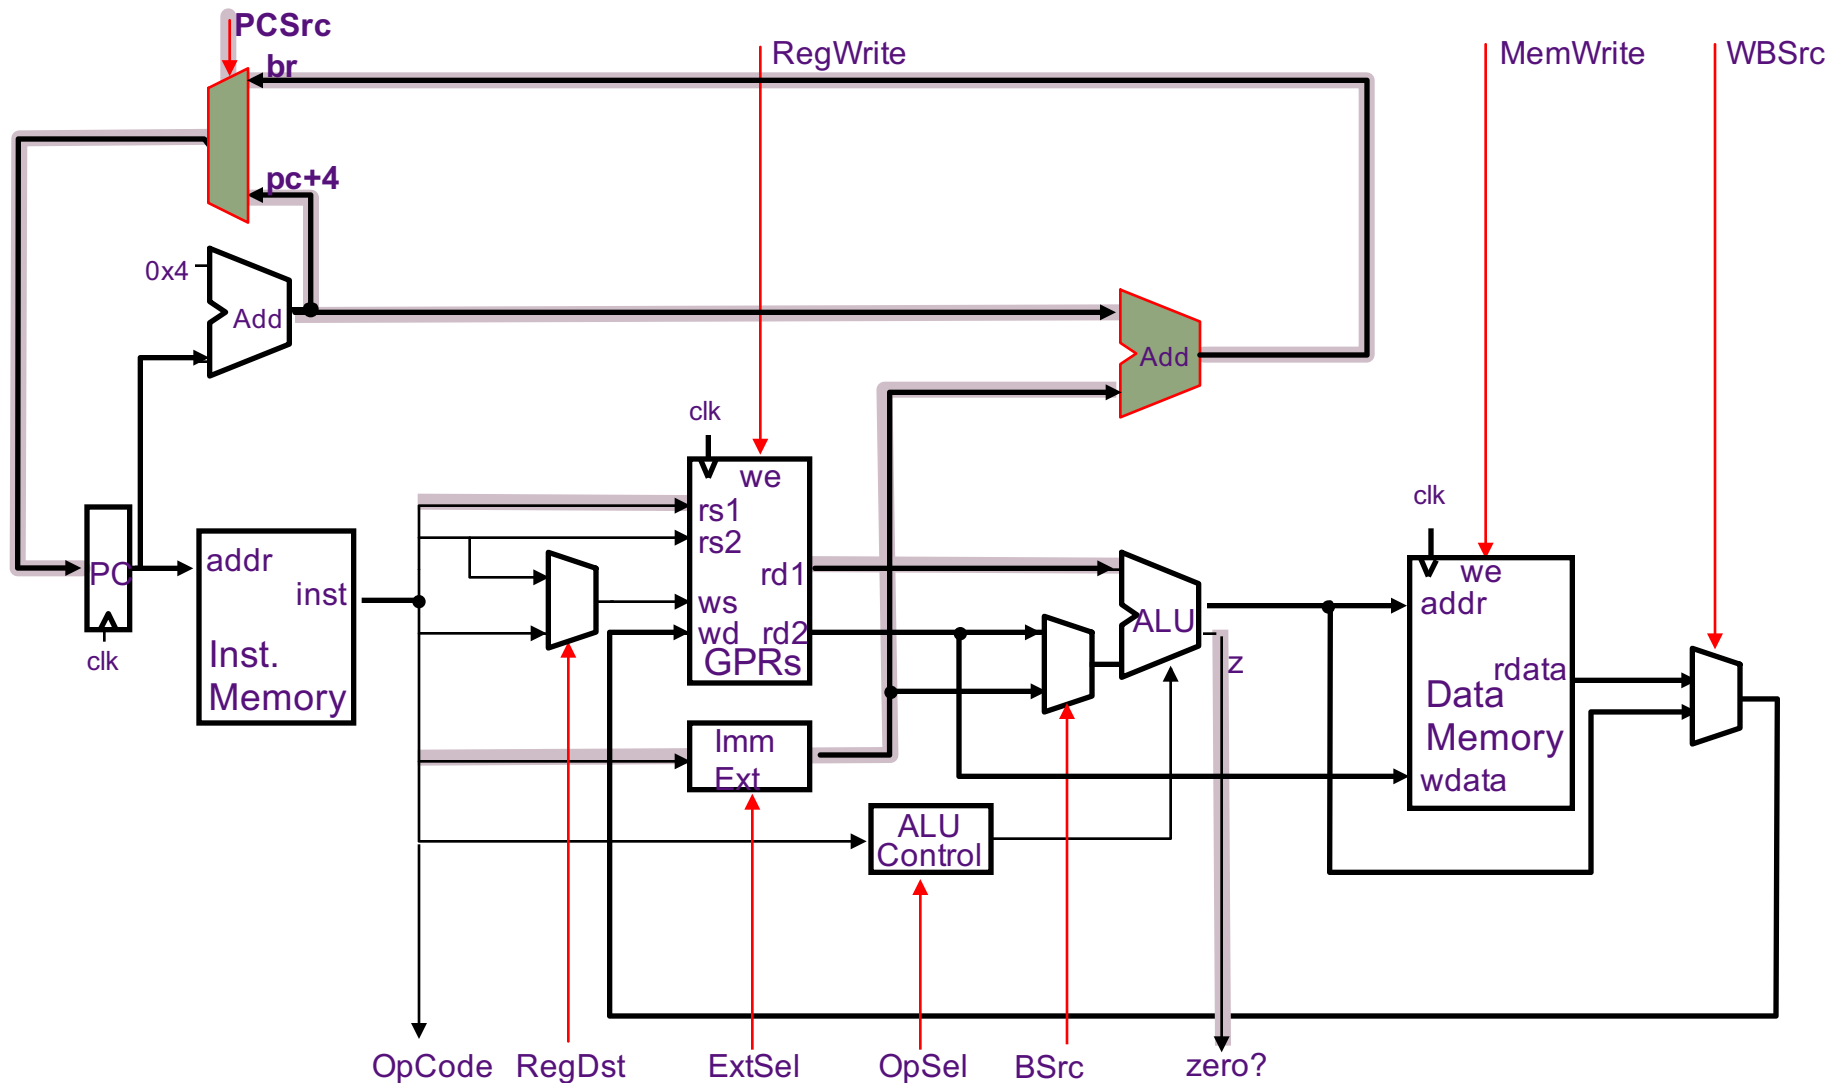 PCSrc
br
RegWrite
MemWrite
WBSrc
pc+4
0x4
Add
Add
clk
we
rs1
rs2
rd1
ws
wd
rd2
GPRs
PC
clk
addr
inst
Inst.
Memory
ALU
z
clk
we
addr
rdata
Data
Memory
wdata
Imm
Ext
ALU
Control
OpCode
RegDst
ExtSel
OpSel
BSrc
zero?